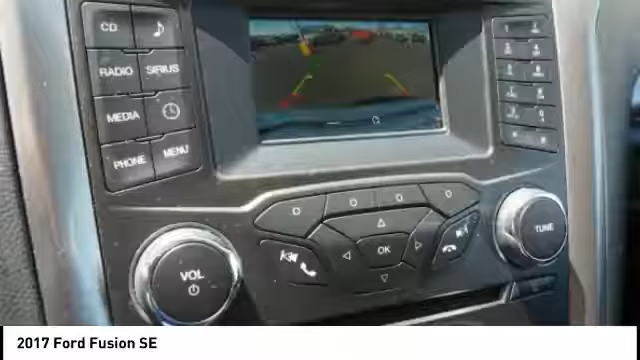 CD
RADIO SIRIUS
MEDIA
PHONE MENU
VOL
OK
TUNE
2017 Ford Fusion SE